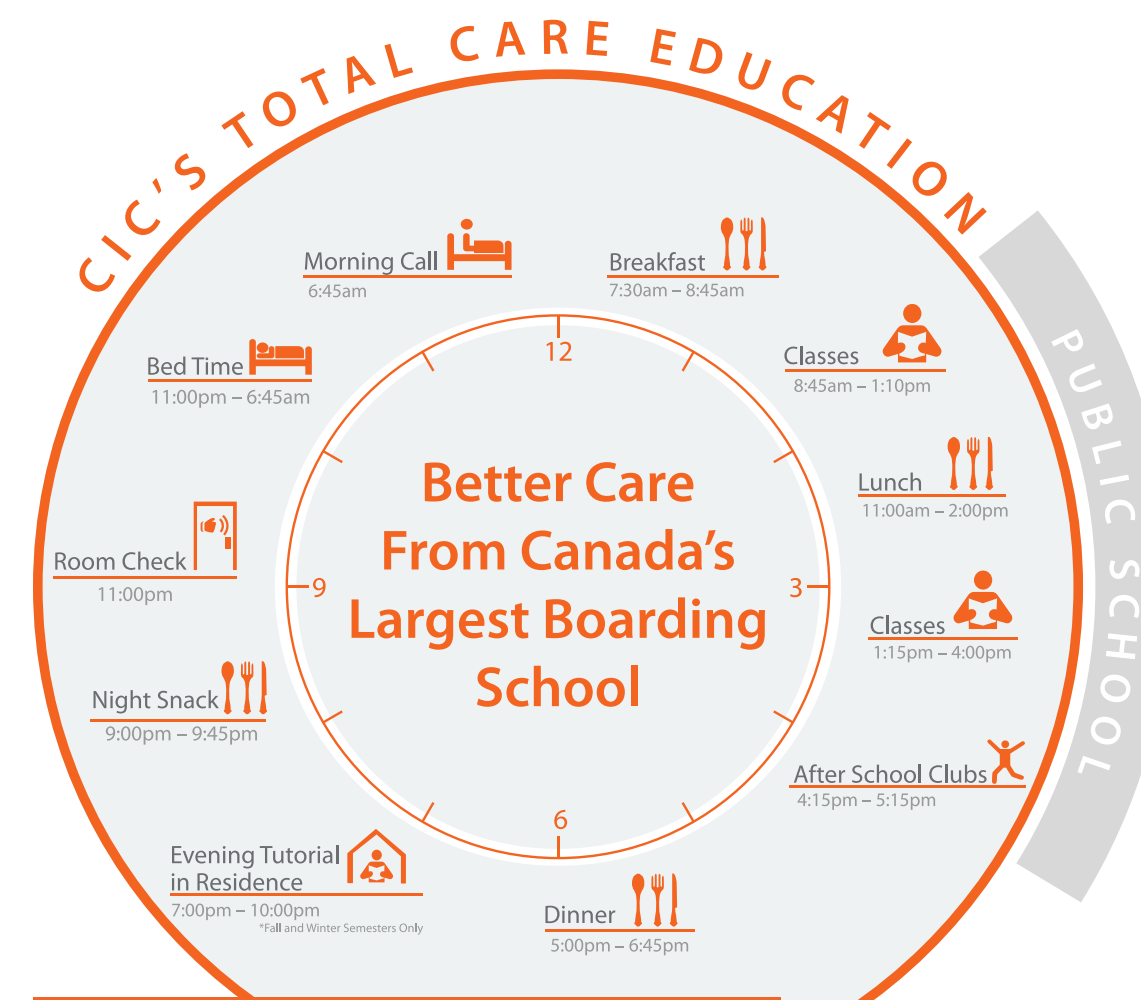 CIC'S TOTAL CARE EDUCATION
PUBLIC SCHOOL
Morning Call
6:45am
Breakfast
7:30am – 8:45am
Classes
8:45am – 1:10pm
Lunch
11:00am – 2:00pm
Classes
1:15pm – 4:00pm
After School Clubs
4:15pm – 5:15pm
Dinner
5:00pm – 6:45pm
Evening Tutorial
in Residence
7:00pm – 10:00pm
*Fall and Winter Semesters Only
Night Snack
9:00pm – 9:45pm
Room Check
11:00pm
Bed Time
11:00pm – 6:45am
12
3
6
9
Better Care
From Canada's
Largest Boarding
School